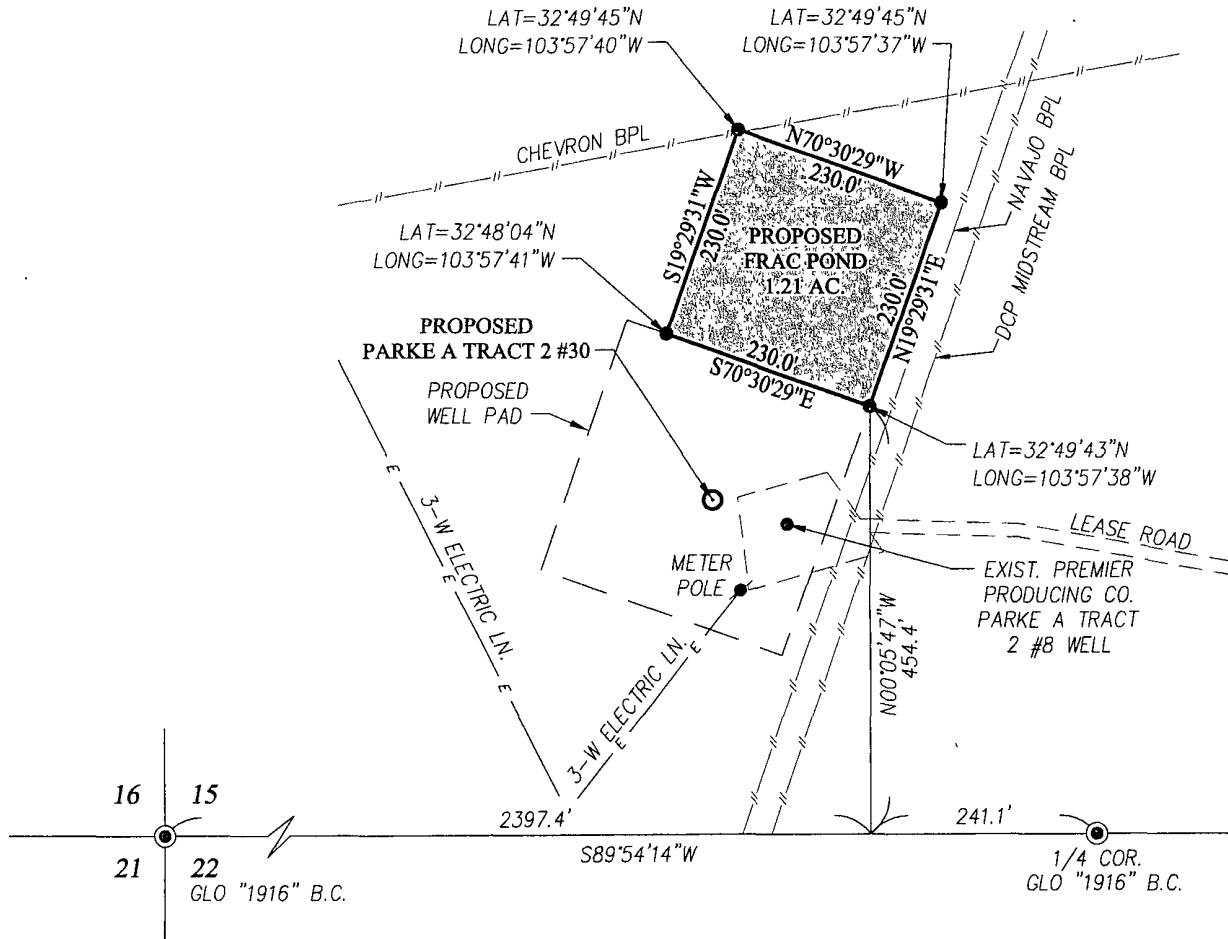 LAT=32°49'45"N
LONG=103°57'40"W
LAT=32°49'45"N
LONG=103°57'37"W
CHEVRON BPL
N70°30'29"W
230.0'
NAVAJO BPL
DCP MIDSTREAM BPL
LAT=32°48'04"N
LONG=103°57'41"W
S19°29'31"W
230.0'
PROPOSED
FRAC POND
1.21 AC.
230.0'
N19°29'31"E
PROPOSED
PARKE A TRACT 2 #30
230.0'
S70°30'29"E
PROPOSED
WELL PAD
LAT=32°49'43"N
LONG=103°57'38"W
E
3-W ELECTRIC LN.
E
E
LEASE ROAD
METER
POLE
EXIST. PREMIER
PRODUCING CO.
PARKE A TRACT
2 #8 WELL
N00°05'47"W
454.4'
3-W ELECTRIC LN.
E
E
16 15
21 22
GLO "1916" B.C.
2397.4'
S89°54'14"W
241.1'
1/4 COR.
GLO "1916" B.C.